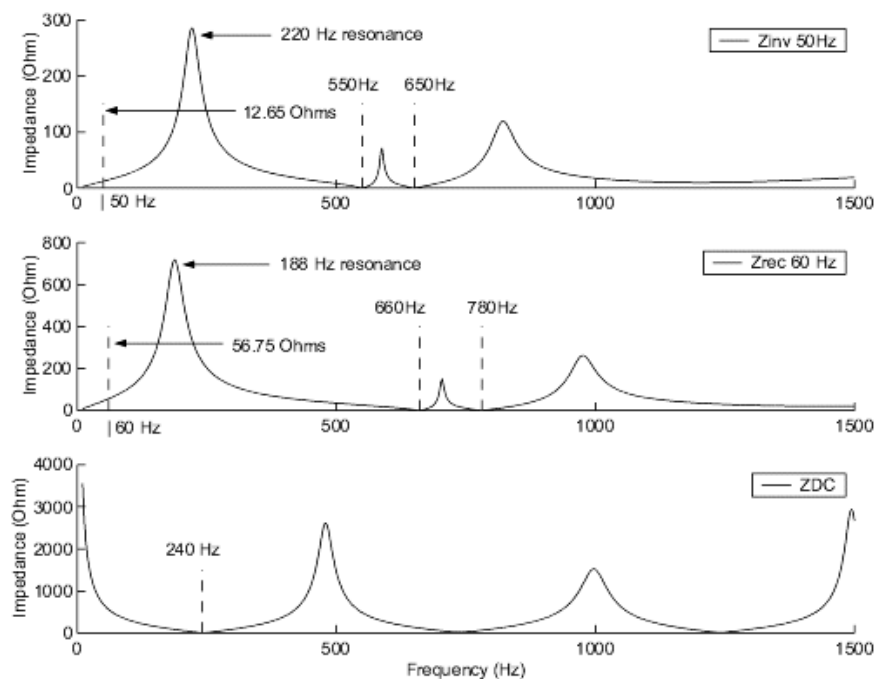 300
220 Hz resonance
Zinv 50Hz
200
550Hz
650Hz
12.65 Ohms
100
0
0
| 50 Hz
500
1000
1500
Impedance (Ohm)
800
600
188 Hz resonance
Zrec 60 Hz
660Hz
780Hz
400
56.75 Ohms
200
0
0
| 60 Hz
500
1000
1500
Impedance (Ohm)
4000
ZDC
3000
240 Hz
2000
1000
0
0
500
1000
1500
Impedance (Ohm)
Frequency (Hz)